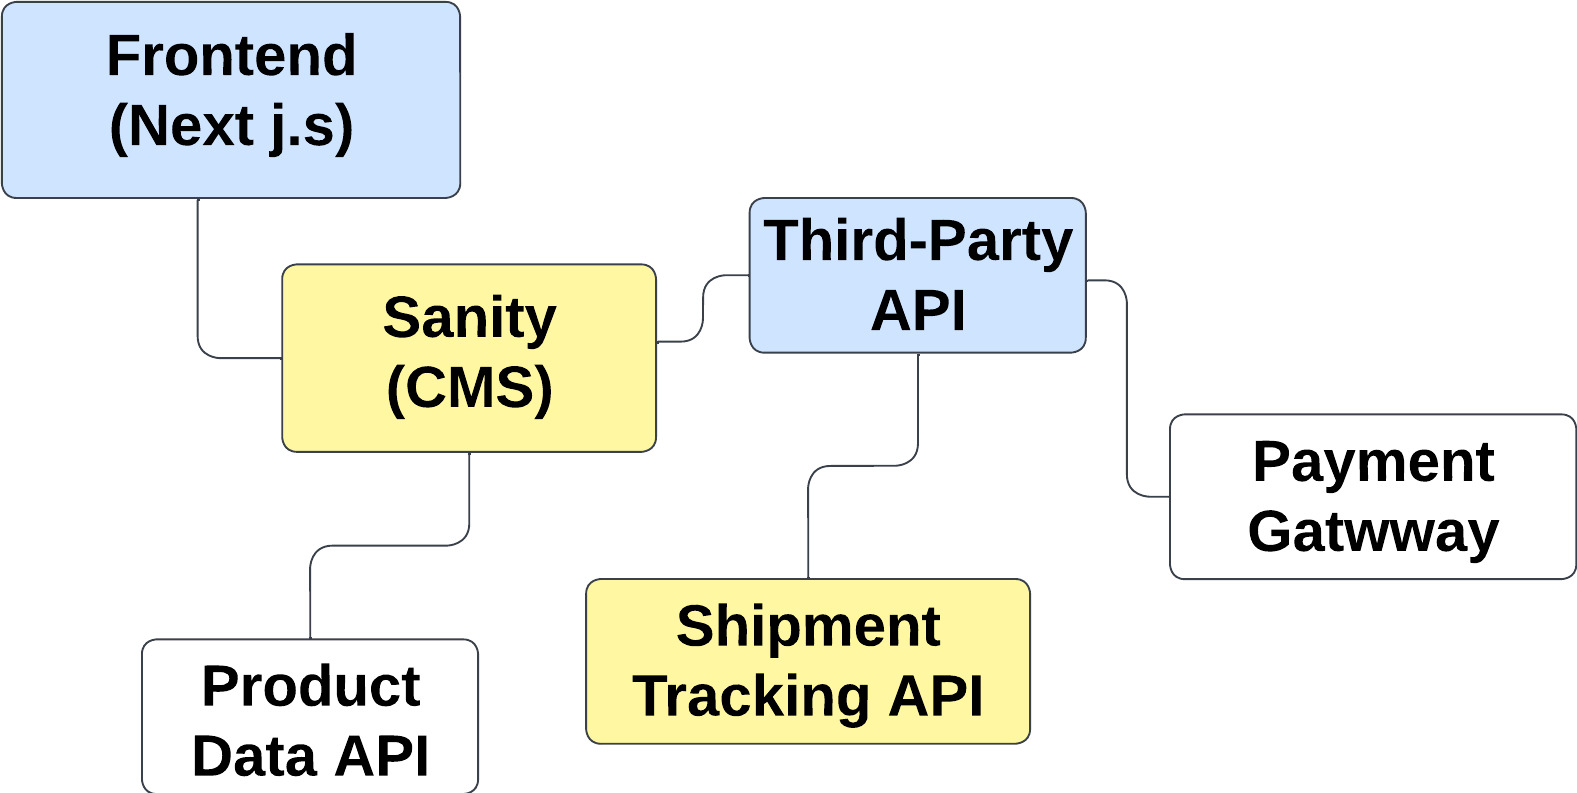 Frontend
(Next j.s)
Third-Party
API
Sanity
(CMS)
Payment
Gatwway
Shipment
Tracking API
Product
Data API